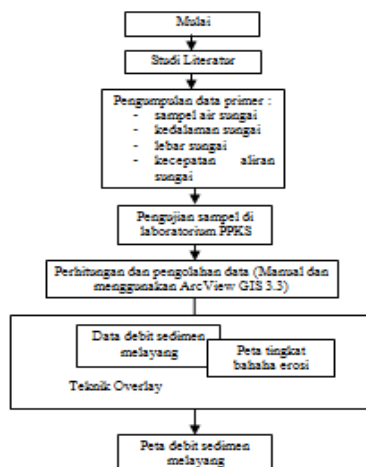 Mulai
Studi Literatur
Pengumpulan data primer :
- sampel air sungai
- kedalaman sungai
- lebar sungai
- kecepatan aliran
sungai
Pengujian sampel di
laboratorium PPKS
Perhitungan dan pengolahan data (Manual dan
menggunakan ArcView GIS 3.3)
Data debit sedimen
melayang
Peta tingkat
bahaha erosi
Teknik Overlay
Peta debit sedimen
melayang